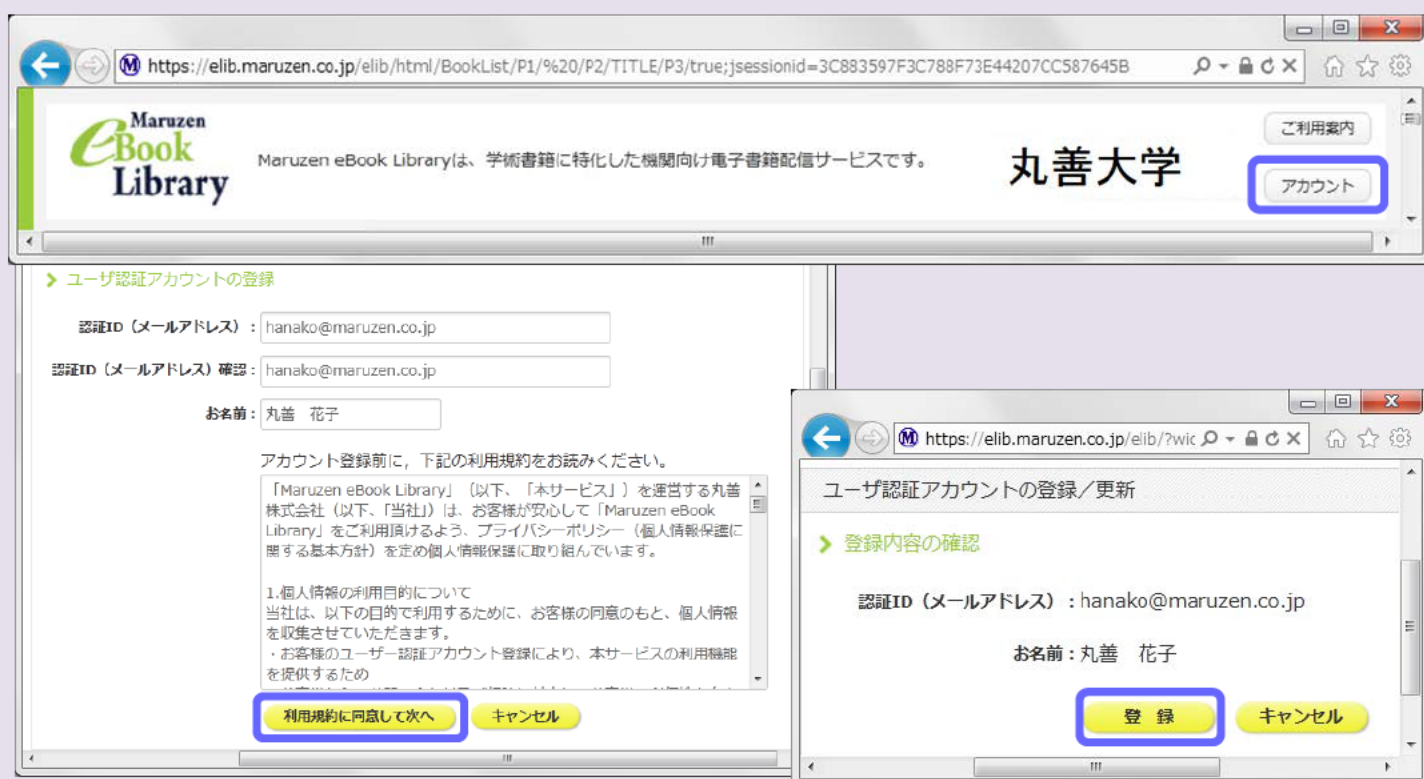 https://elib.maruzen.co.jp/elib/html/BookList/P1/%20/P2/TITLE/P3/true;jsessionid=3C883597F3C788F73E44207CC587645B
Maruzen
eBook
Library
Maruzen eBook Libraryは、学術書籍に特化した機関向け電子書籍配信サービスです。
丸善大学
ご利用案内
アカウント
ユーザ認証アカウントの登録
認証ID（メールアドレス）：hanako@maruzen.co.jp
認証ID（メールアドレス）確認：hanako@maruzen.co.jp
お名前：丸善　花子
アカウント登録前に，下記の利用規約をお読みください。
「Maruzen eBook Library」（以下、「本サービス」）を運営する丸善
株式会社（以下、「当社」）は、お客様が安心して「Maruzen eBook
Library」をご利用頂けるよう、プライバシーポリシー（個人情報保護に
関する基本方針）を定め個人情報保護に取り組んでいます。
1.個人情報の利用目的について
当社は、以下の目的で利用するために、お客様の同意のもと、個人情報
を収集させていただきます。
・お客様のユーザー認証アカウント登録により、本サービスの利用機能
を提供するため
利用規約に同意して次へ
キャンセル
https://elib.maruzen.co.jp/elib/?wic
ユーザ認証アカウントの登録／更新
登録内容の確認
認証ID（メールアドレス）：hanako@maruzen.co.jp
お名前：丸善　花子
登 録
キャンセル